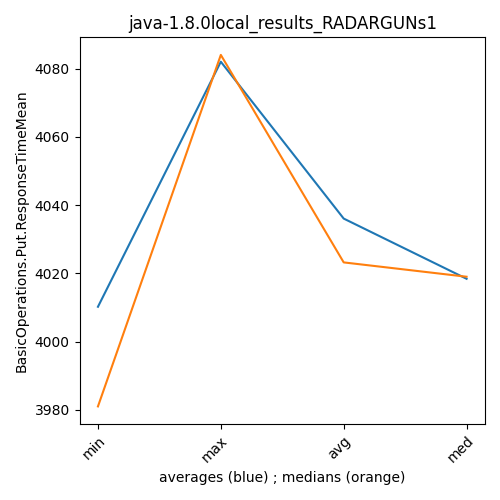 java-1.8.0local_results_RADARGUNs1
BasicOperations.Put.ResponseTimeMean
4080
4060
4040
4020
4000
3980
min
max
avg
med
averages (blue) ; medians (orange)